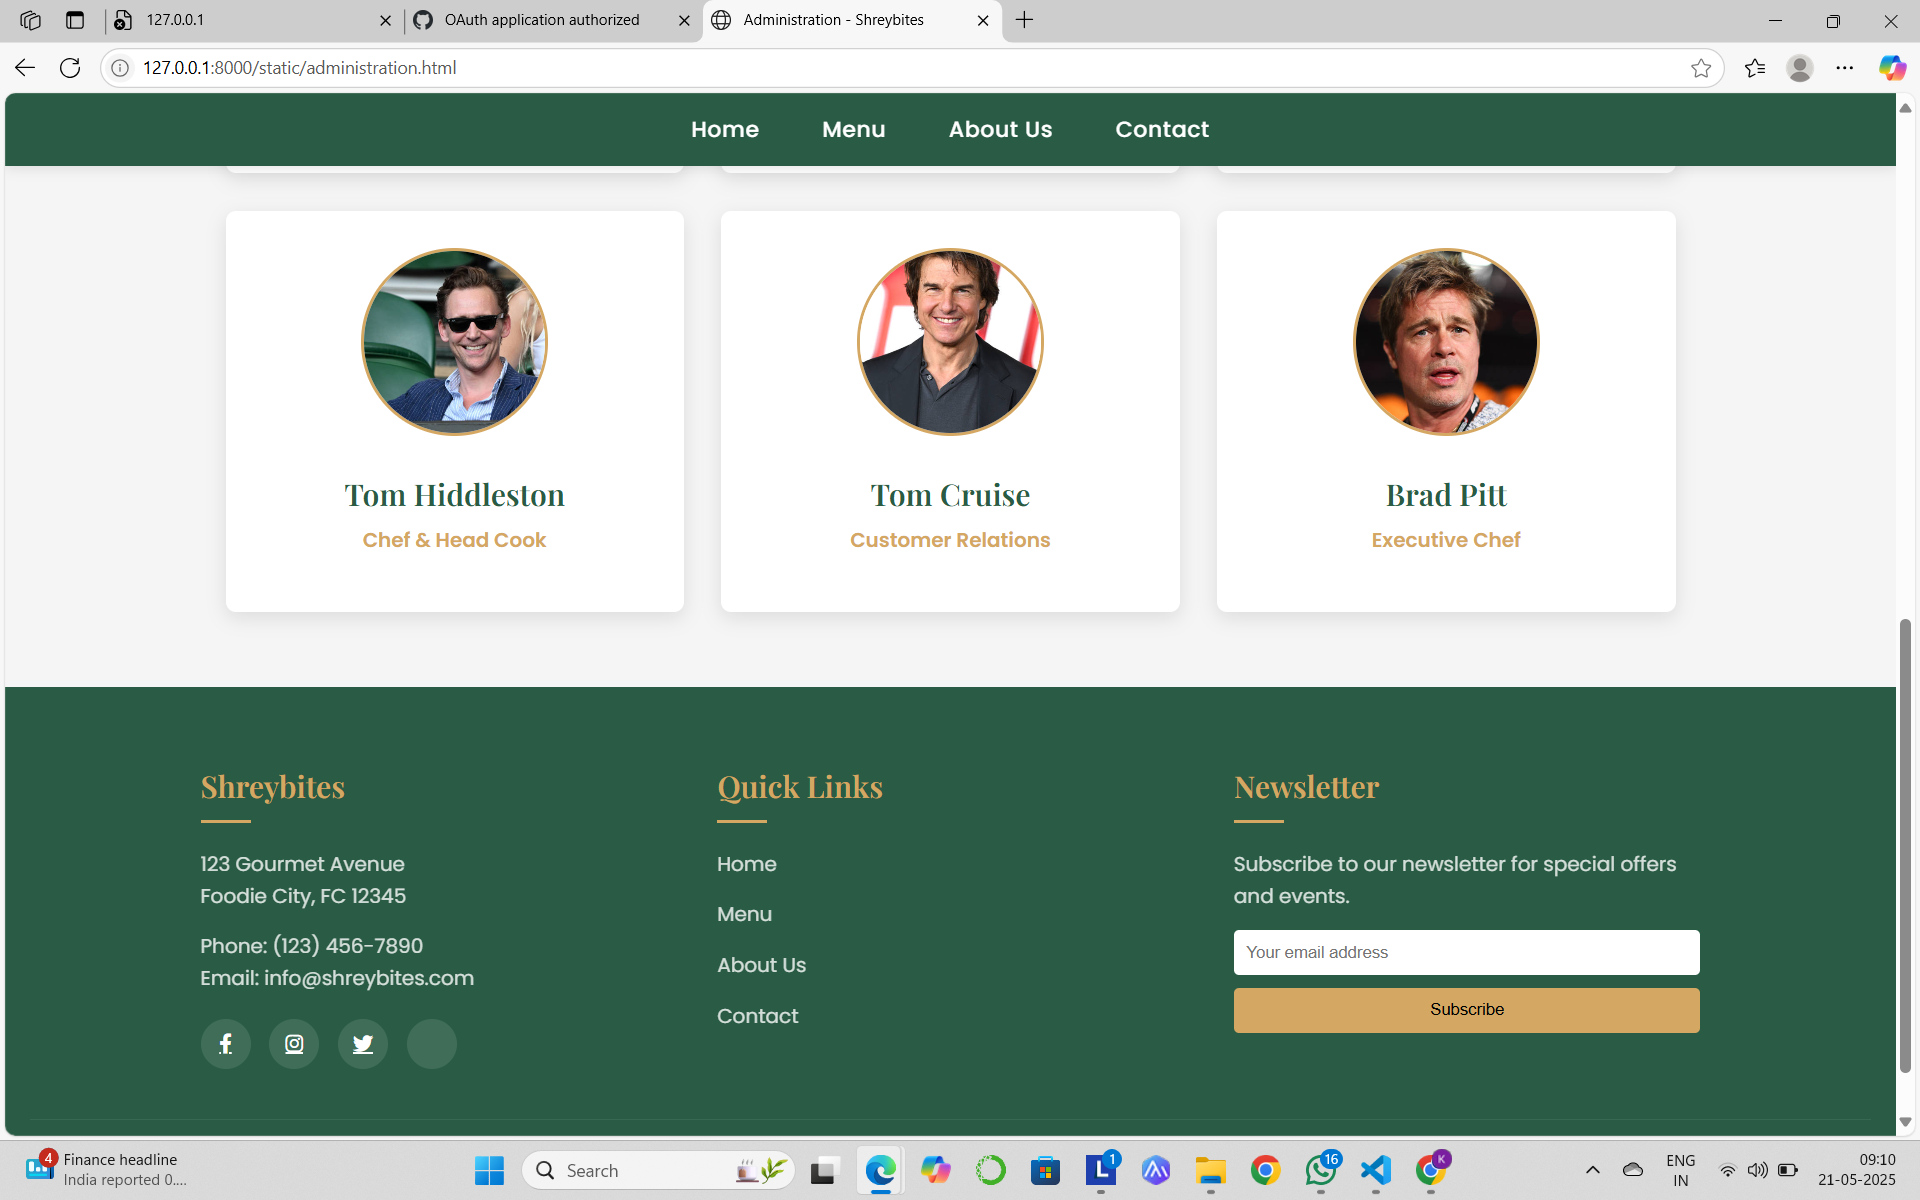 127.0.0.1
OAuth application authorized
Administration - Shreybites
127.0.0.1:8000/static/administration.html
Home Menu About Us Contact
Tom Hiddleston
Chef & Head Cook
Tom Cruise
Customer Relations
Brad Pitt
Executive Chef
Shreybites
123 Gourmet Avenue
Foodie City, FC 12345
Phone: (123) 456-7890
Email: info@shreybites.com
Quick Links
Home
Menu
About Us
Contact
Newsletter
Subscribe to our newsletter for special offers
and events.
Your email address
Subscribe
4
Finance headline
India reported 0....
Search
L
1
16
K
ENG
IN
09:10
21-05-2025